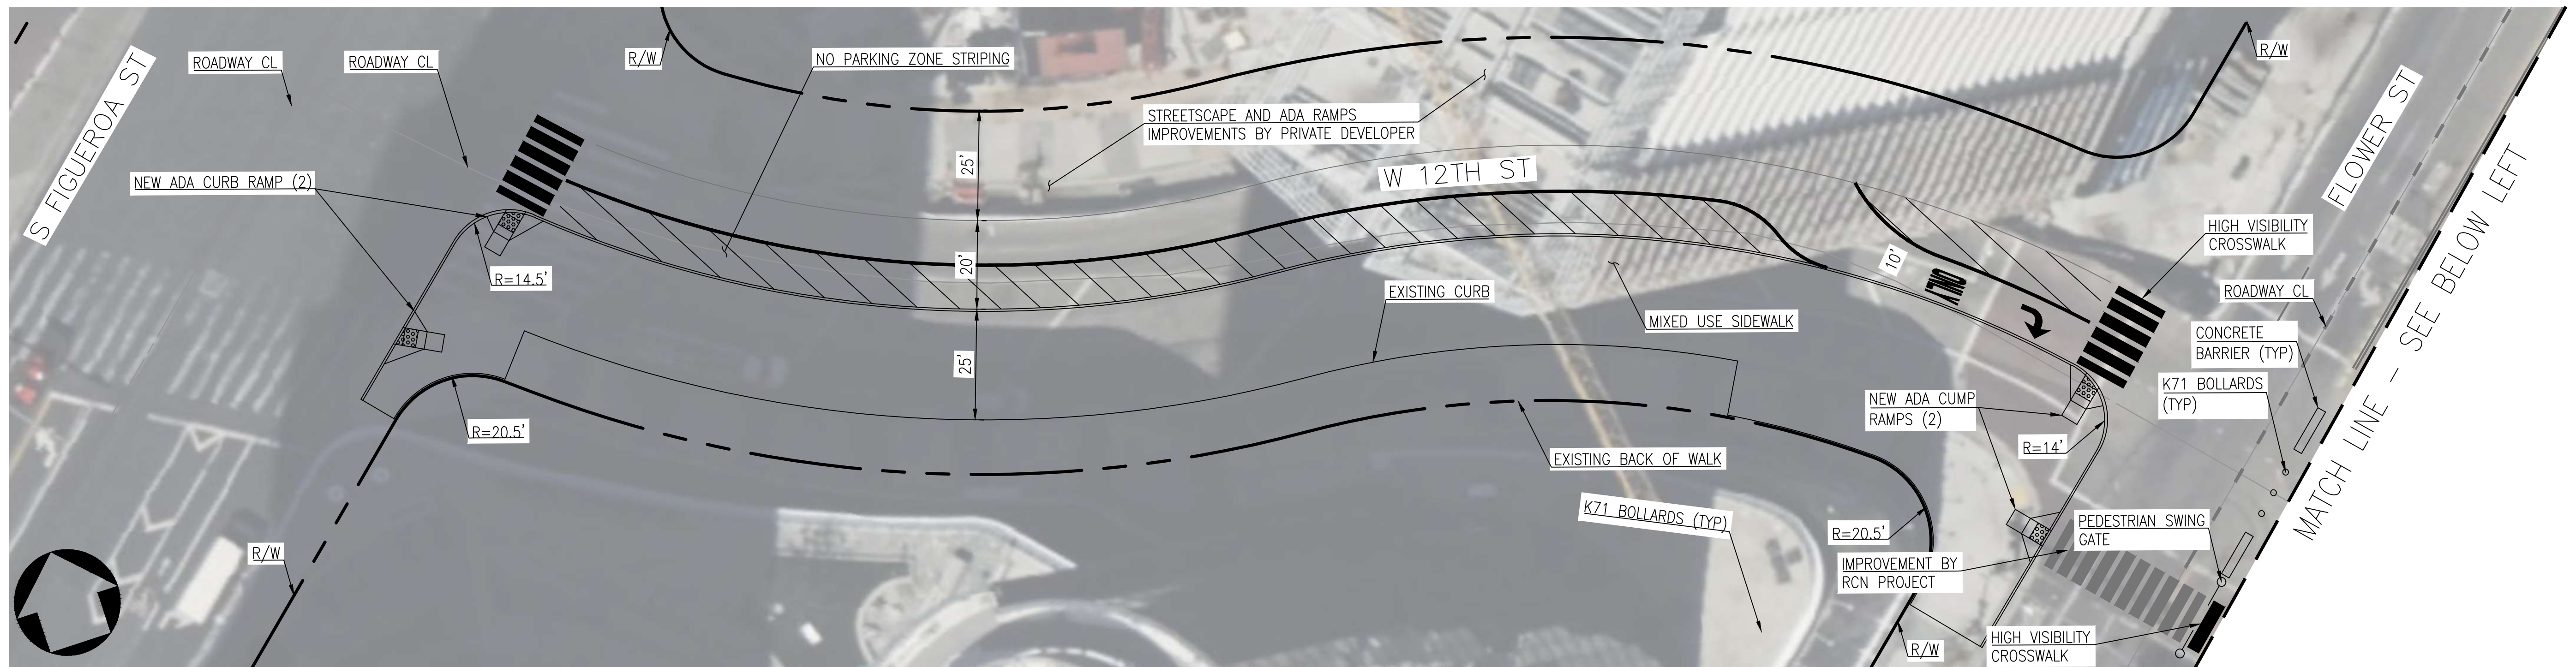 S FIGUEROA ST
ROADWAY CL
ROADWAY CL
R/W
NO PARKING ZONE STRIPING
STREETSCAPE AND ADA RAMPS
IMPROVEMENTS BY PRIVATE DEVELOPER
R/W
FLOWER ST
NEW ADA CURB RAMP (2)
25'
W 12TH ST
HIGH VISIBILITY
CROSSWALK
R=14.5'
20'
10'
ONLY
EXISTING CURB
MIXED USE SIDEWALK
ROADWAY CL
CONCRETE
BARRIER (TYP)
25'
K71 BOLLARDS
(TYP)
NEW ADA CUMP
RAMPS (2)
R=20.5'
R=14'
EXISTING BACK OF WALK
MATCH LINE - SEE BELOW LEFT
K71 BOLLARDS (TYP)
R=20.5'
PEDESTRIAN SWING
GATE
R/W
IMPROVEMENT BY
RCN PROJECT
HIGH VISIBILITY
CROSSWALK
R/W